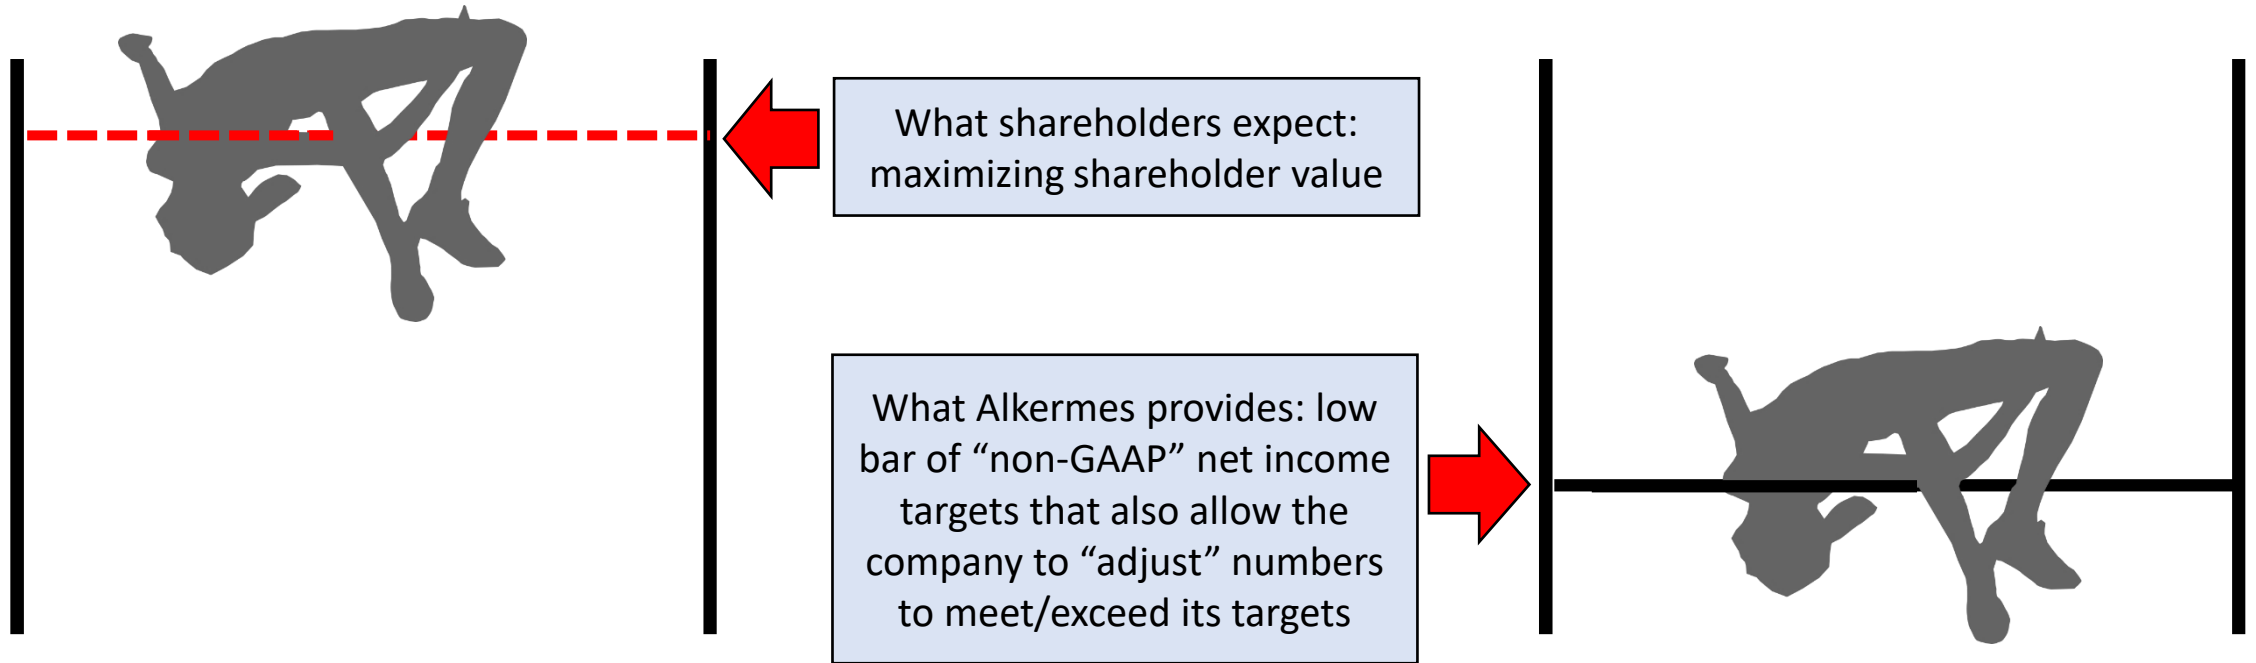 What shareholders expect:
maximizing shareholder value
What Alkermes provides: low
bar of “non-GAAP” net income
targets that also allow the
company to “adjust” numbers
to meet/exceed its targets